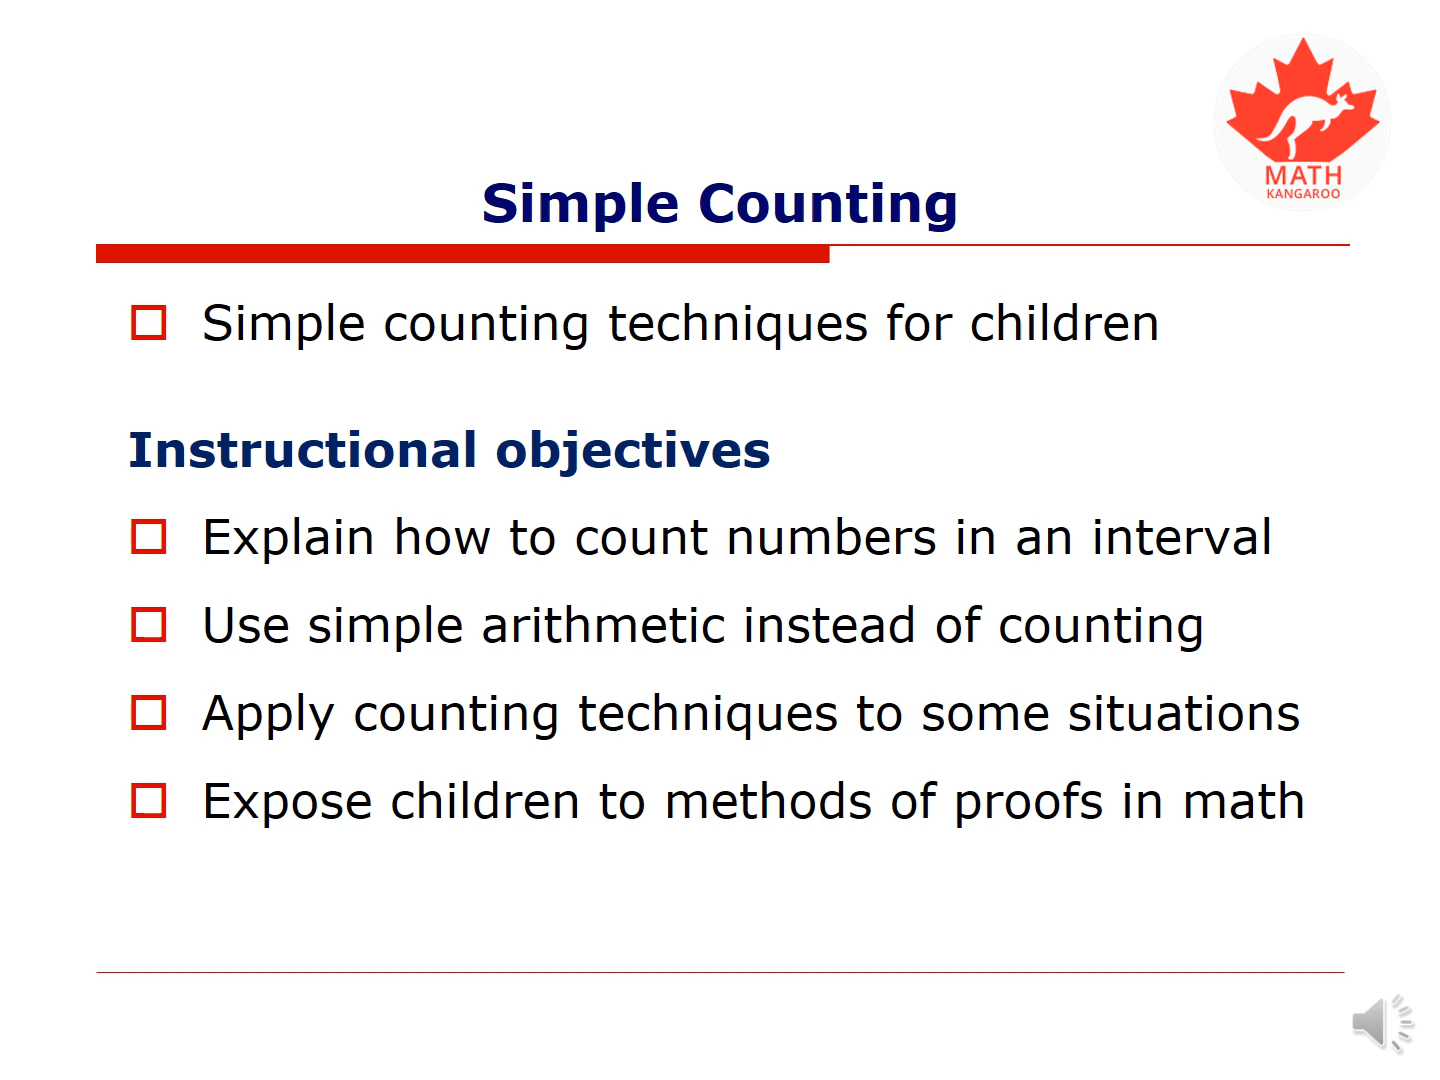 MATH
KANGAROO
Simple Counting
Simple counting techniques for children
Instructional objectives
Explain how to count numbers in an interval
Use simple arithmetic instead of counting
Apply counting techniques to some situations
Expose children to methods of proofs in math